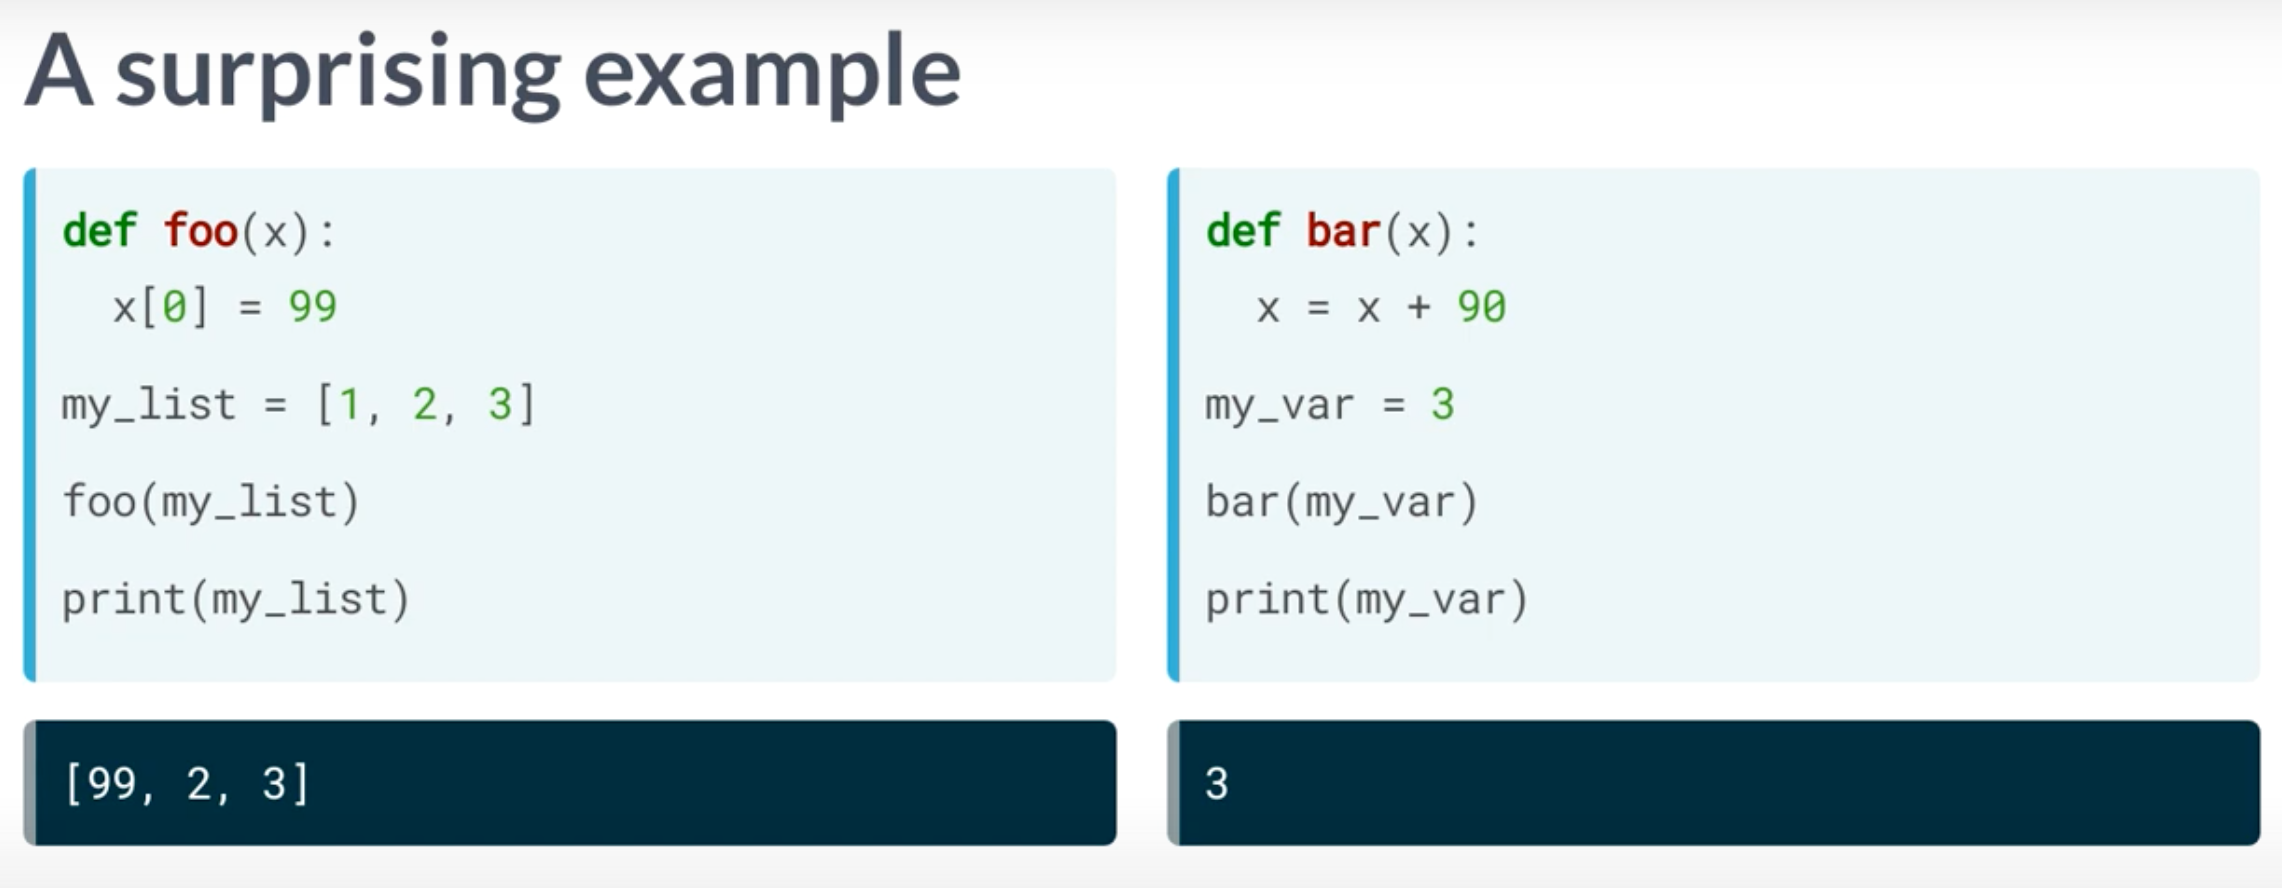 A surprising example
def foo(x):
  x[0] = 99
my_list = [1, 2, 3]
foo(my_list)
print(my_list)
[99, 2, 3]
def bar(x):
  x = x + 90
my_var = 3
bar(my_var)
print(my_var)
3